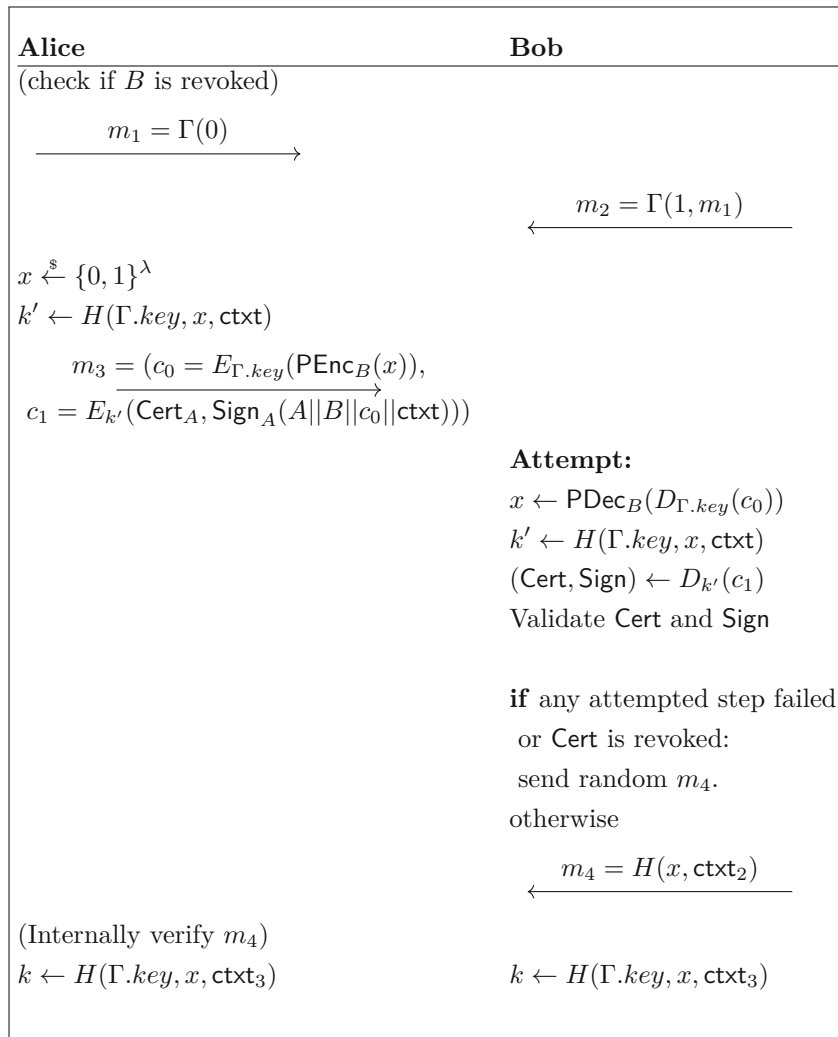 Alice Bob
(check if B is revoked)
m₁ = Γ(0)
m₂ = Γ(1, m₁)
x ←$ {0, 1}^λ
k′ ← H(Γ.key, x, ctxt)
m₃ = (c₀ = E_Γ.key(PEnc_B(x)),
c₁ = E_k′(Cert_A, Sign_A(A||B||c₀||ctxt)))
Attempt:
x ← PDec_B(D_Γ.key(c₀))
k′ ← H(Γ.key, x, ctxt)
(Cert, Sign) ← D_k′(c₁)
Validate Cert and Sign
if any attempted step failed
or Cert is revoked:
send random m₄.
otherwise
m₄ = H(x, ctxt₂)
(Internally verify m₄)
k ← H(Γ.key, x, ctxt₃) k ← H(Γ.key, x, ctxt₃)